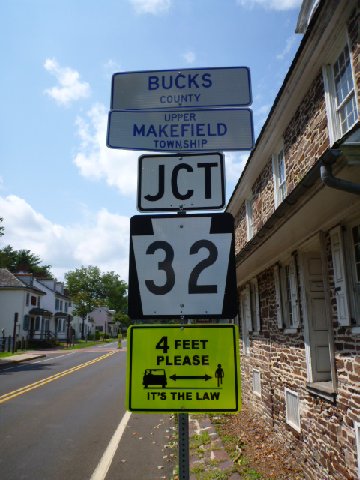 BUCKS
COUNTY
UPPER
MAKEFIELD
TOWNSHIP
JCT
32
4 FEET
PLEASE
IT'S THE LAW